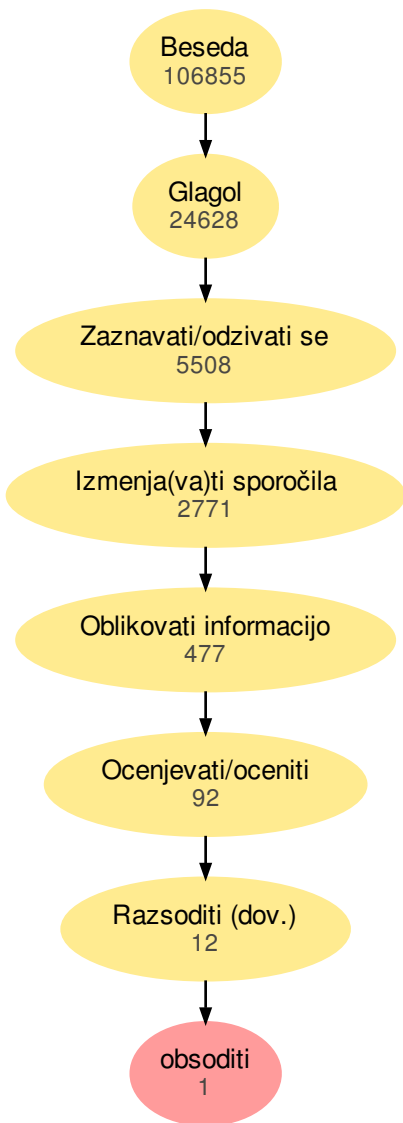 Beseda
106855
Glagol
24628
Zaznavati/odzivati se
5508
Izmenja(va)ti sporočila
2771
Oblikovati informacijo
477
Ocenjevati/oceniti
92
Razsoditi (dov.)
12
obsoditi
1